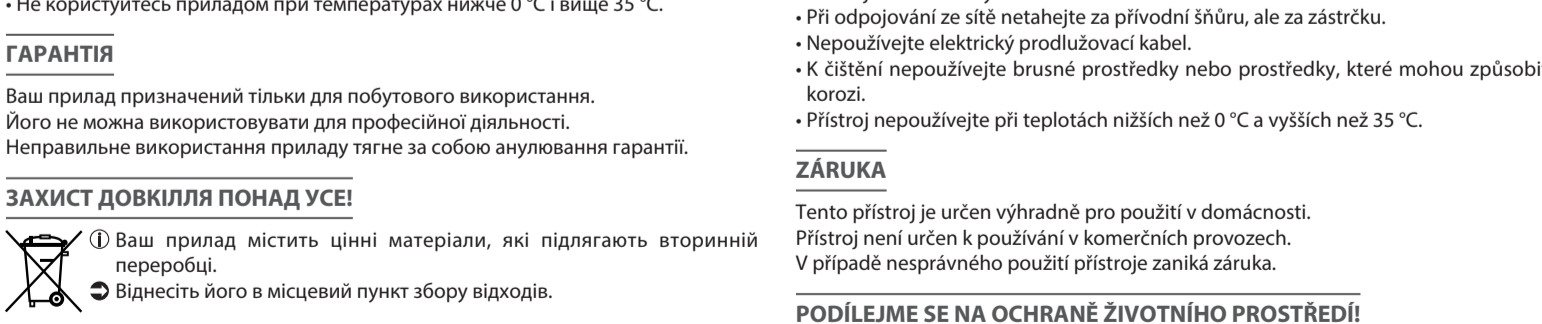 • Не користуйтесь приладом при температурах нижче 0 °C і вище 35 °C.
ГАРАНТІЯ
Ваш прилад призначений тільки для побутового використання.
Його не можна використовувати для професійної діяльності.
Неправильне використання приладу тягне за собою анулювання гарантії.
ЗАХИСТ ДОВКІЛЛЯ ПОНАД УСЕ!
Ваш прилад містить цінні матеріали, які підлягають вторинній
переробці.
Віднесіть його в місцевий пункт збору відходів.
• Při odpojování ze sítě netahejte za přívodní šňůru, ale za zástrčku.
• Nepoužívejte elektrický prodlužovací kabel.
• K čištění nepoužívejte brusné prostředky nebo prostředky, které mohou způsobi
korozi.
• Přístroj nepoužívejte při teplotách nižších než 0 °C a vyšších než 35 °C.
ZÁRUKA
Tento přístroj je určen výhradně pro použití v domácnosti.
Přístroj není určen k používání v komerčních provozech.
V případě nesprávného použití přístroje zaniká záruka.
PODÍLEJME SE NA OCHRANĚ ŽIVOTNÍHO PROSTŘEDÍ!